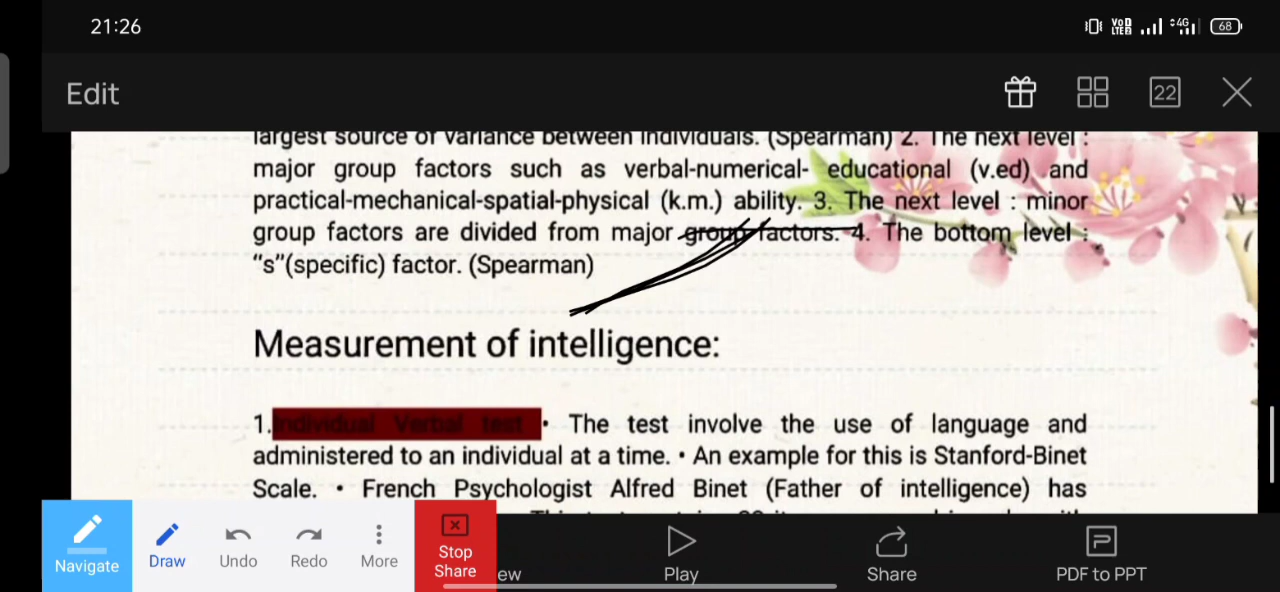 21:26
VoD LTE2 4G 68
Edit
22
largest source of variance between individuals. (Spearman) 2. The next level :
major group factors such as verbal-numerical- educational (v.ed) and
practical-mechanical-spatial-physical (k.m.) ability. 3. The next level : minor
group factors are divided from major group factors. 4. The bottom level :
“s”(specific) factor. (Spearman)
Measurement of intelligence:
1. Individual Verbal test • The test involve the use of language and
administered to an individual at a time. • An example for this is Stanford-Binet
Scale. • French Psychologist Alfred Binet (Father of intelligence) has
Navigate
Draw
Undo
Redo
More
Stop
Share
ew
Play
Share
PDF to PPT